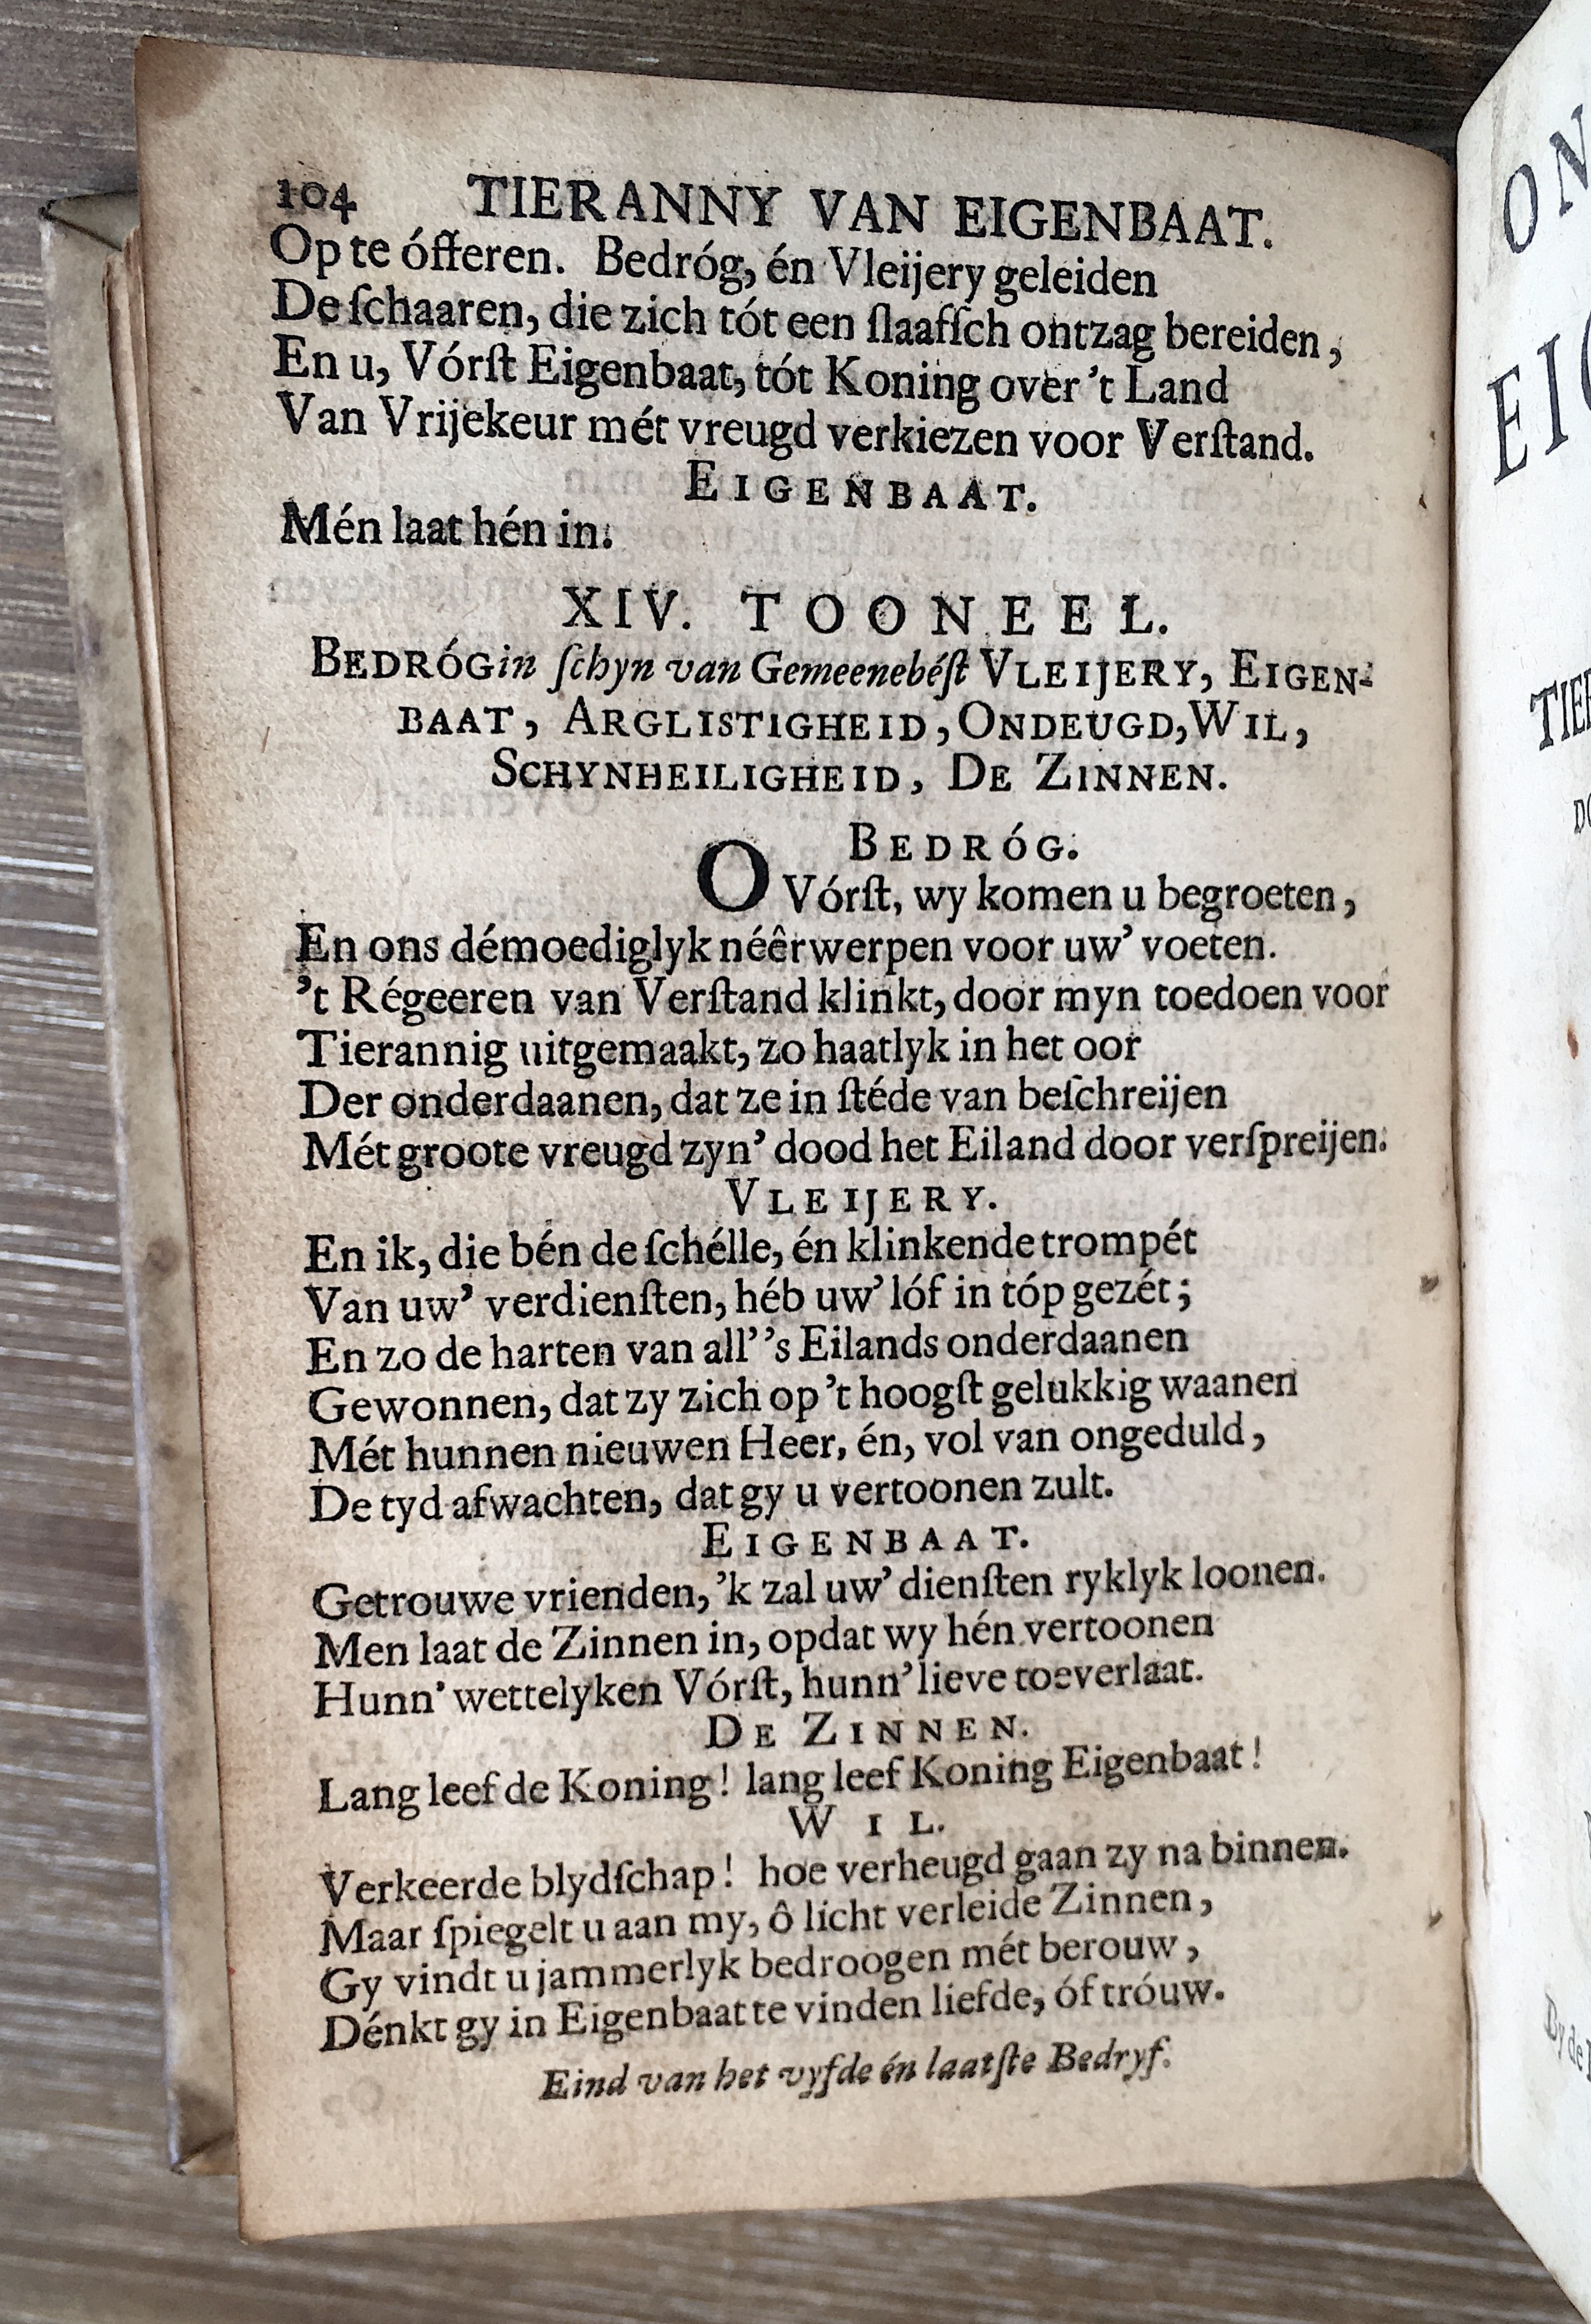 104 TIERANNY VAN EIGENBAAT.
Op te ófferen. Bedróg, én Vleijery geleiden
De ſchaaren, die zich tót een ſlaafſch ontzag bereiden,
En u, Vórſt Eigenbaat, tót Koning over 't Land
Van Vrijekeur mét vreugd verkiezen voor Verſtand.
EIGENBAAT.
Mén laat hén in.
XIV. TOONEEL.
BEDRÓG in ſchyn van Gemeenebéſt VLEIJERY, EIGEN-
BAAT, ARGLISTIGHEID, ONDEUGD, WIL,
SCHYNHEILIGHEID, DE ZINNEN.
BEDRÓG.
O Vórſt, wy komen u begroeten,
En ons démoediglyk néêrwerpen voor uw' voeten.
't Régeeren van Verſtand klinkt, door myn toedoen voor
Tierannig uitgemaakt, zo haatlyk in het oor
Der onderdaanen, dat ze in ſtéde van beſchreijen
Mét groote vreugd zyn' dood het Eiland door verſpreijen.
VLEIJERY.
En ik, die bén de ſchélle, én klinkende trompét
Van uw' verdienſten, héb uw' lóf in tóp gezét;
En zo de harten van all' 's Eilands onderdaanen
Gewonnen, dat zy zich op 't hoogſt gelukkig waanen
Mét hunnen nieuwen Heer, én, vol van ongeduld,
De tyd afwachten, dat gy u vertoonen zult.
EIGENBAAT.
Getrouwe vrienden, 'k zal uw' dienſten ryklyk loonen.
Men laat de Zinnen in, opdat wy hén vertoonen
Hunn' wettelyken Vórſt, hunn' lieve toeverlaat.
DE ZINNEN.
Lang leef de Koning! lang leef Koning Eigenbaat!
WIL.
Verkeerde blydſchap! hoe verheugd gaan zy na binnen.
Maar ſpiegelt u aan my, ô licht verleide Zinnen,
Gy vindt u jammerlyk bedroogen mét berouw,
Dénkt gy in Eigenbaat te vinden liefde, óf tróuw.
Eind van het vyfde én laatſte Bedryf.
ON
EIG
TIER
DO
By de